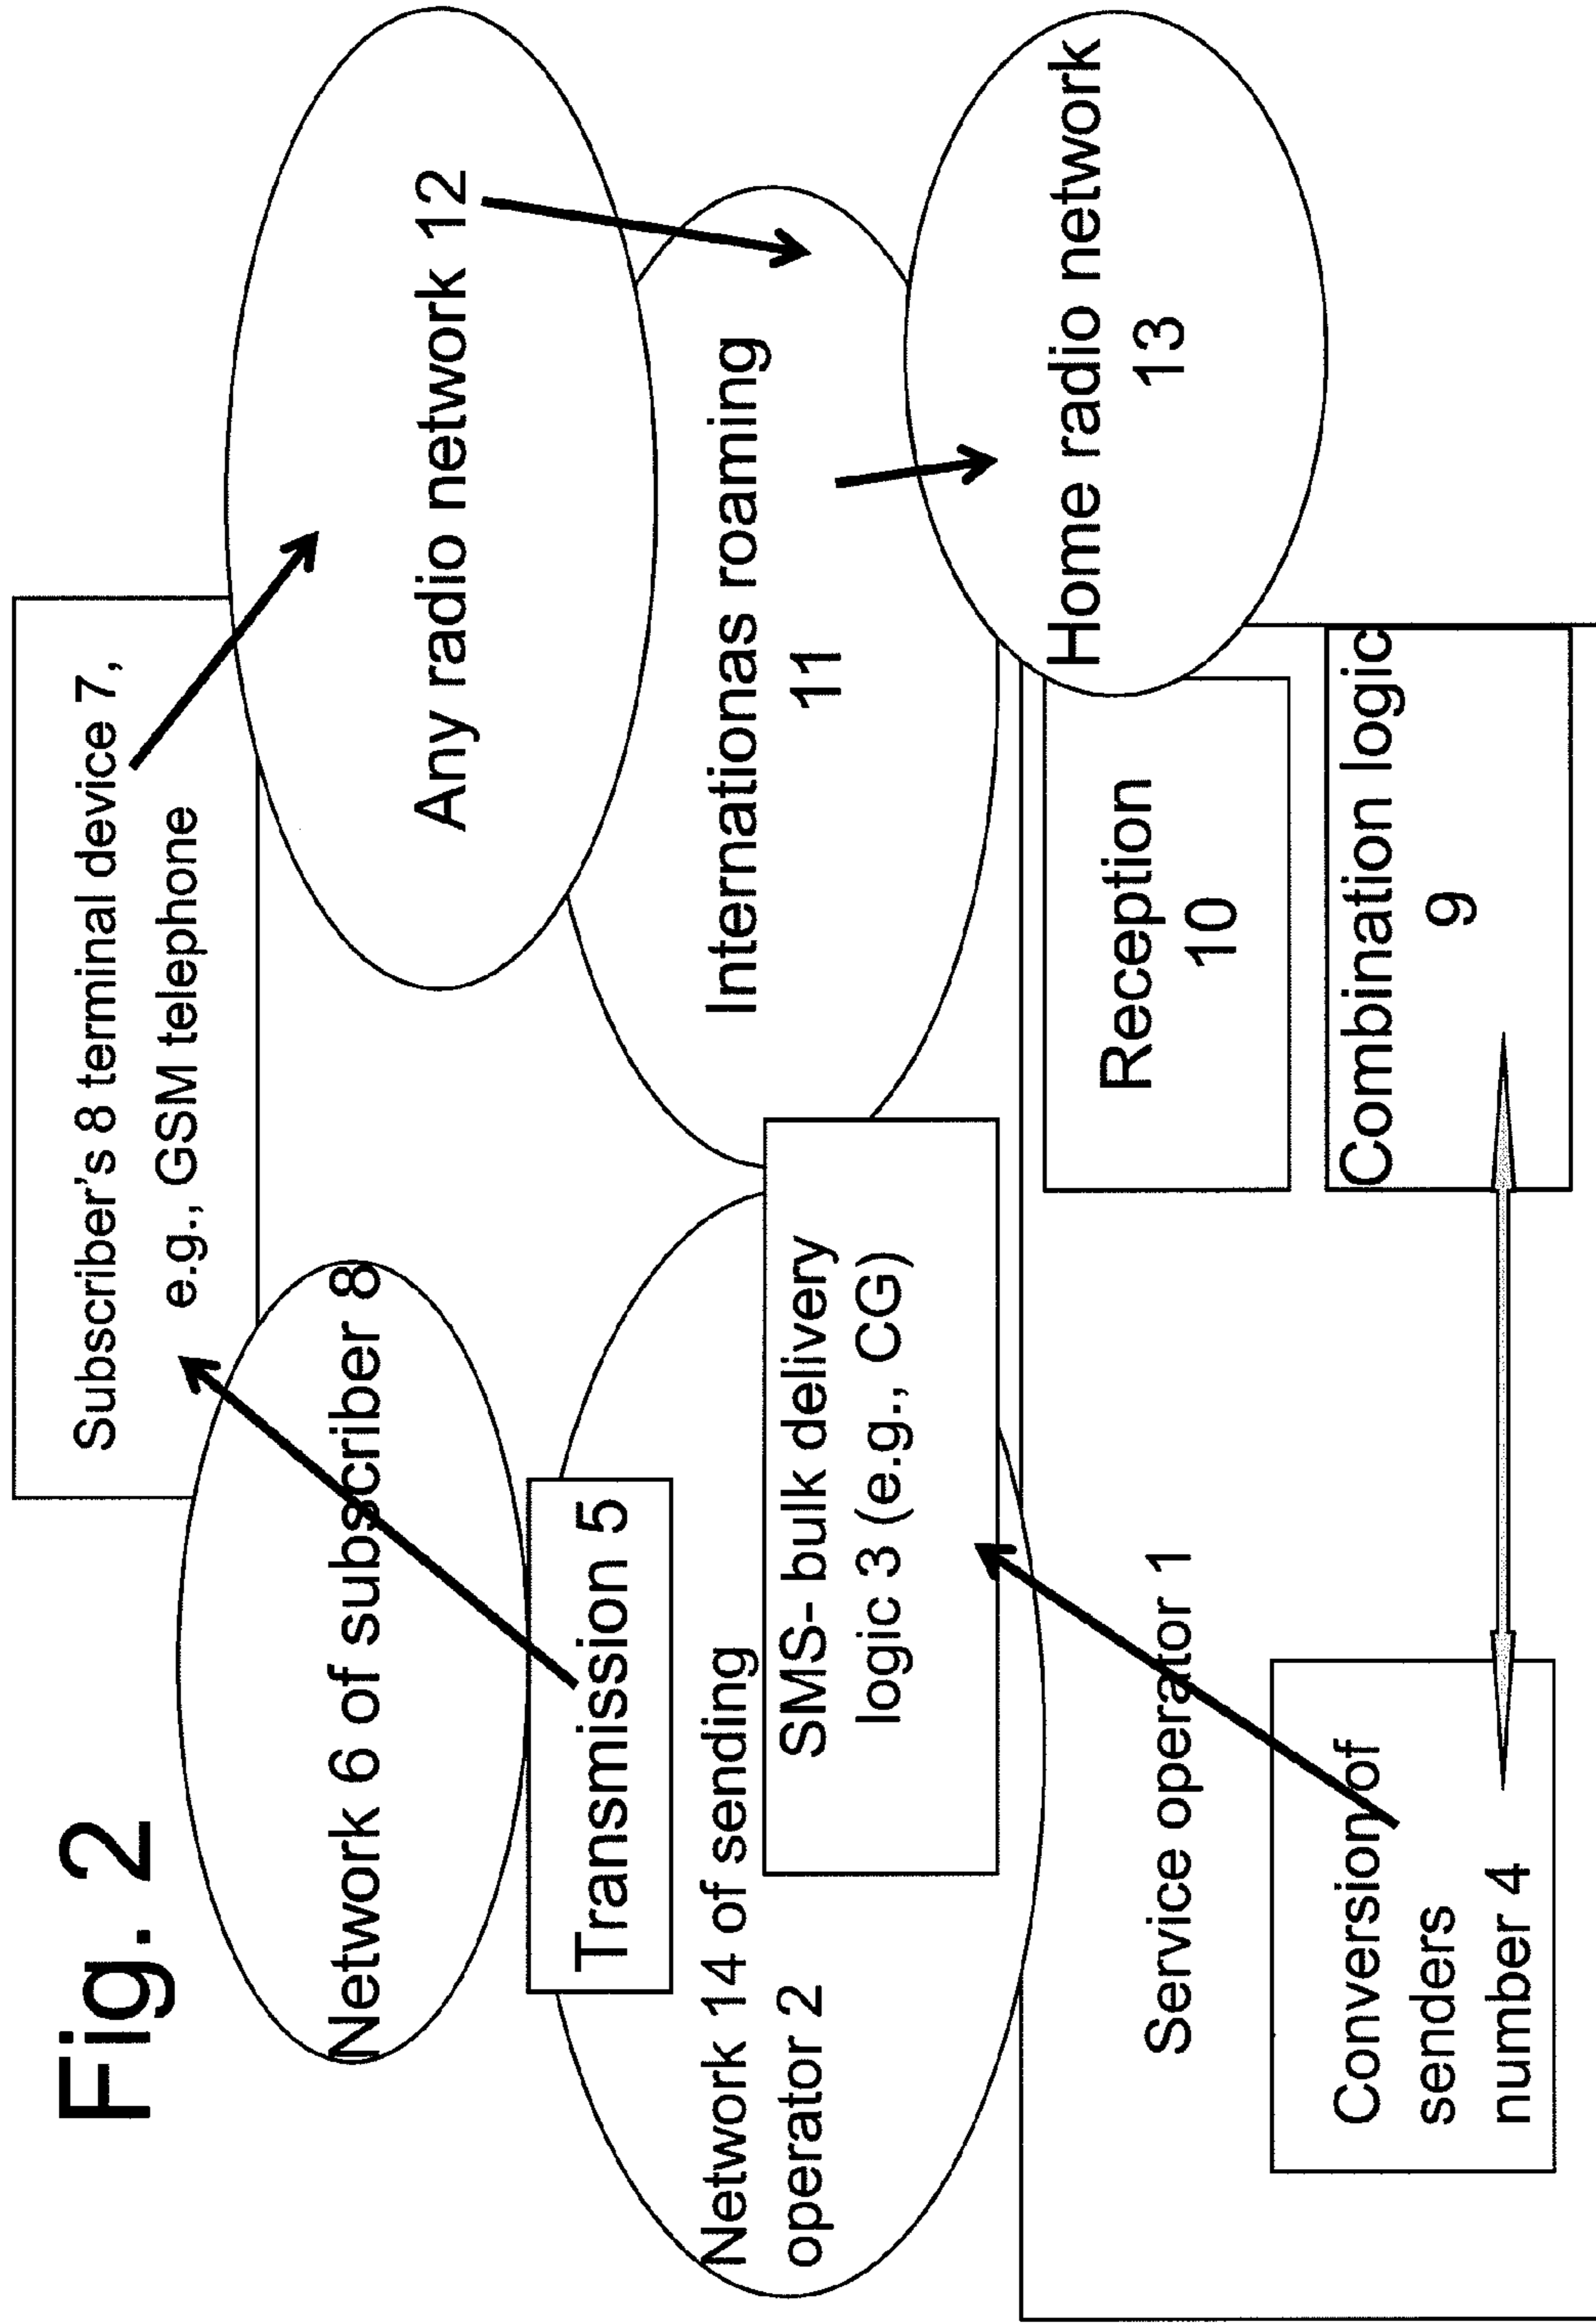 Fig. 2
Subscriber's 8 terminal device 7,
e.g., GSM telephone
Network 6 of subscriber 8
Any radio network 12
Transmission 5
Network 14 of sending
operator 2
SMS- bulk delivery
logic 3 (e.g., CG)
Internationas roaming
11
Home radio network
13
Service operator 1
Reception
10
Conversion of
senders
number 4
Combination logic
9